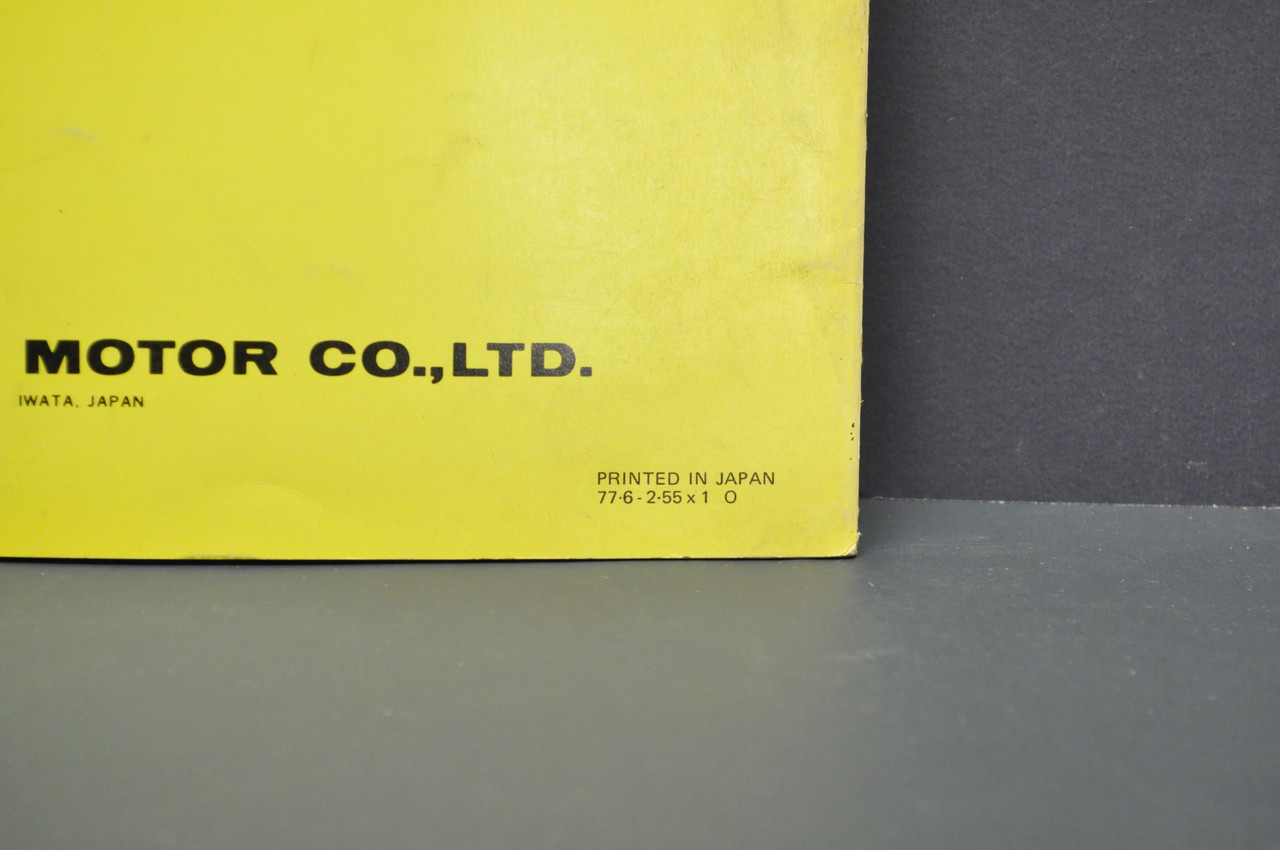 MOTOR CO.,LTD.
IWATA, JAPAN
PRINTED IN JAPAN
77·6-2·55×1 O